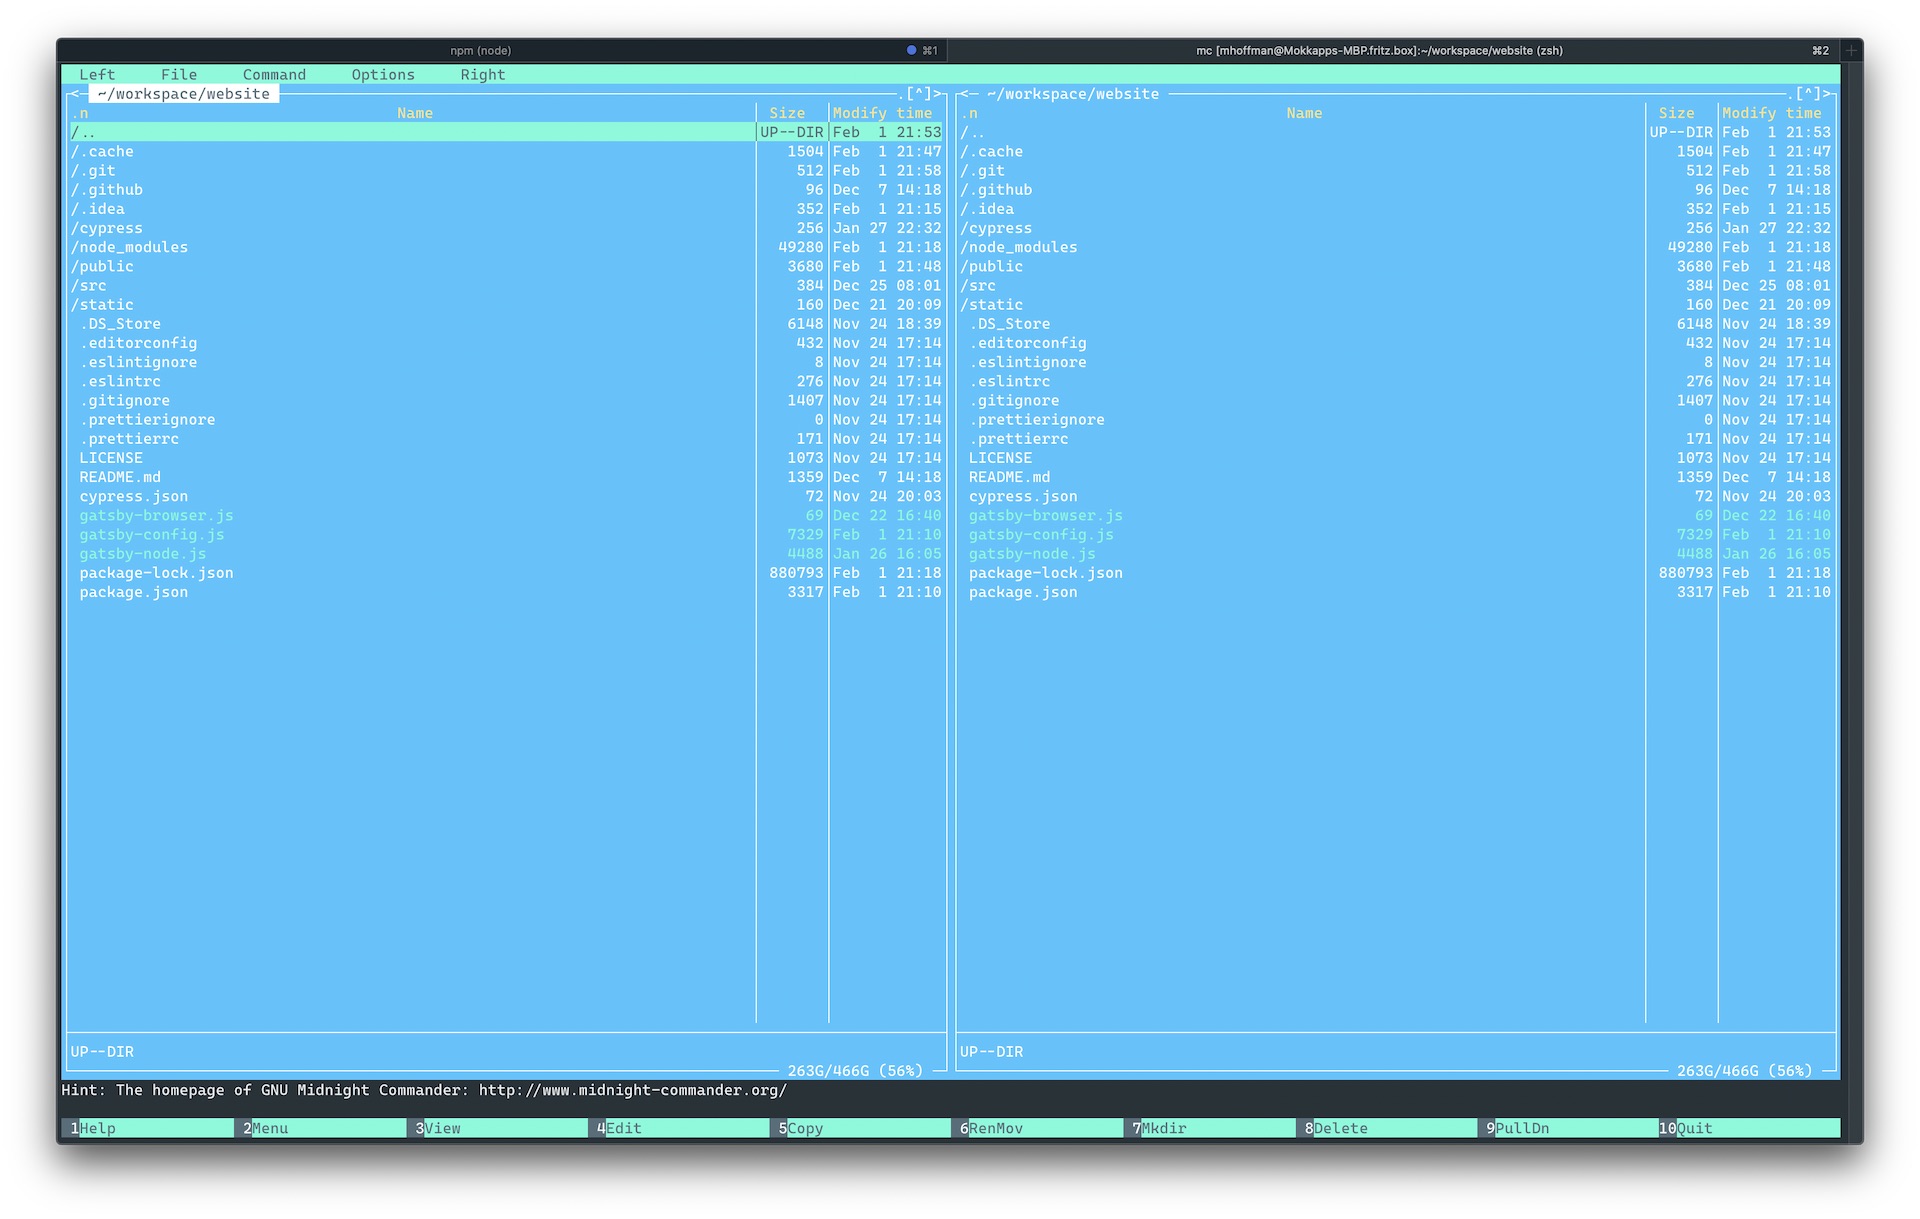 npm (node) ⌘1 mc [mhoffman@Mokkapps-MBP.fritz.box]:~/workspace/website (zsh) ⌘2 +
Left File Command Options Right
<─ ~/workspace/website .[^]>
.n Name Size Modify time
/.. UP--DIR Feb 1 21:53
/.cache 1504 Feb 1 21:47
/.git 512 Feb 1 21:58
/.github 96 Dec 7 14:18
/.idea 352 Feb 1 21:15
/cypress 256 Jan 27 22:32
/node_modules 49280 Feb 1 21:18
/public 3680 Feb 1 21:48
/src 384 Dec 25 08:01
/static 160 Dec 21 20:09
.DS_Store 6148 Nov 24 18:39
.editorconfig 432 Nov 24 17:14
.eslintignore 8 Nov 24 17:14
.eslintrc 276 Nov 24 17:14
.gitignore 1407 Nov 24 17:14
.prettierignore 0 Nov 24 17:14
.prettierrc 171 Nov 24 17:14
LICENSE 1073 Nov 24 17:14
README.md 1359 Dec 7 14:18
cypress.json 72 Nov 24 20:03
gatsby-browser.js 69 Dec 22 16:40
gatsby-config.js 7329 Feb 1 21:10
gatsby-node.js 4488 Jan 26 16:05
package-lock.json 880793 Feb 1 21:18
package.json 3317 Feb 1 21:10
UP--DIR
263G/466G (56%)
<─ ~/workspace/website .[^]>
.n Name Size Modify time
/.. UP--DIR Feb 1 21:53
/.cache 1504 Feb 1 21:47
/.git 512 Feb 1 21:58
/.github 96 Dec 7 14:18
/.idea 352 Feb 1 21:15
/cypress 256 Jan 27 22:32
/node_modules 49280 Feb 1 21:18
/public 3680 Feb 1 21:48
/src 384 Dec 25 08:01
/static 160 Dec 21 20:09
.DS_Store 6148 Nov 24 18:39
.editorconfig 432 Nov 24 17:14
.eslintignore 8 Nov 24 17:14
.eslintrc 276 Nov 24 17:14
.gitignore 1407 Nov 24 17:14
.prettierignore 0 Nov 24 17:14
.prettierrc 171 Nov 24 17:14
LICENSE 1073 Nov 24 17:14
README.md 1359 Dec 7 14:18
cypress.json 72 Nov 24 20:03
gatsby-browser.js 69 Dec 22 16:40
gatsby-config.js 7329 Feb 1 21:10
gatsby-node.js 4488 Jan 26 16:05
package-lock.json 880793 Feb 1 21:18
package.json 3317 Feb 1 21:10
UP--DIR
263G/466G (56%)
Hint: The homepage of GNU Midnight Commander: http://www.midnight-commander.org/
1Help 2Menu 3View 4Edit 5Copy 6RenMov 7Mkdir 8Delete 9PullDn 10Quit